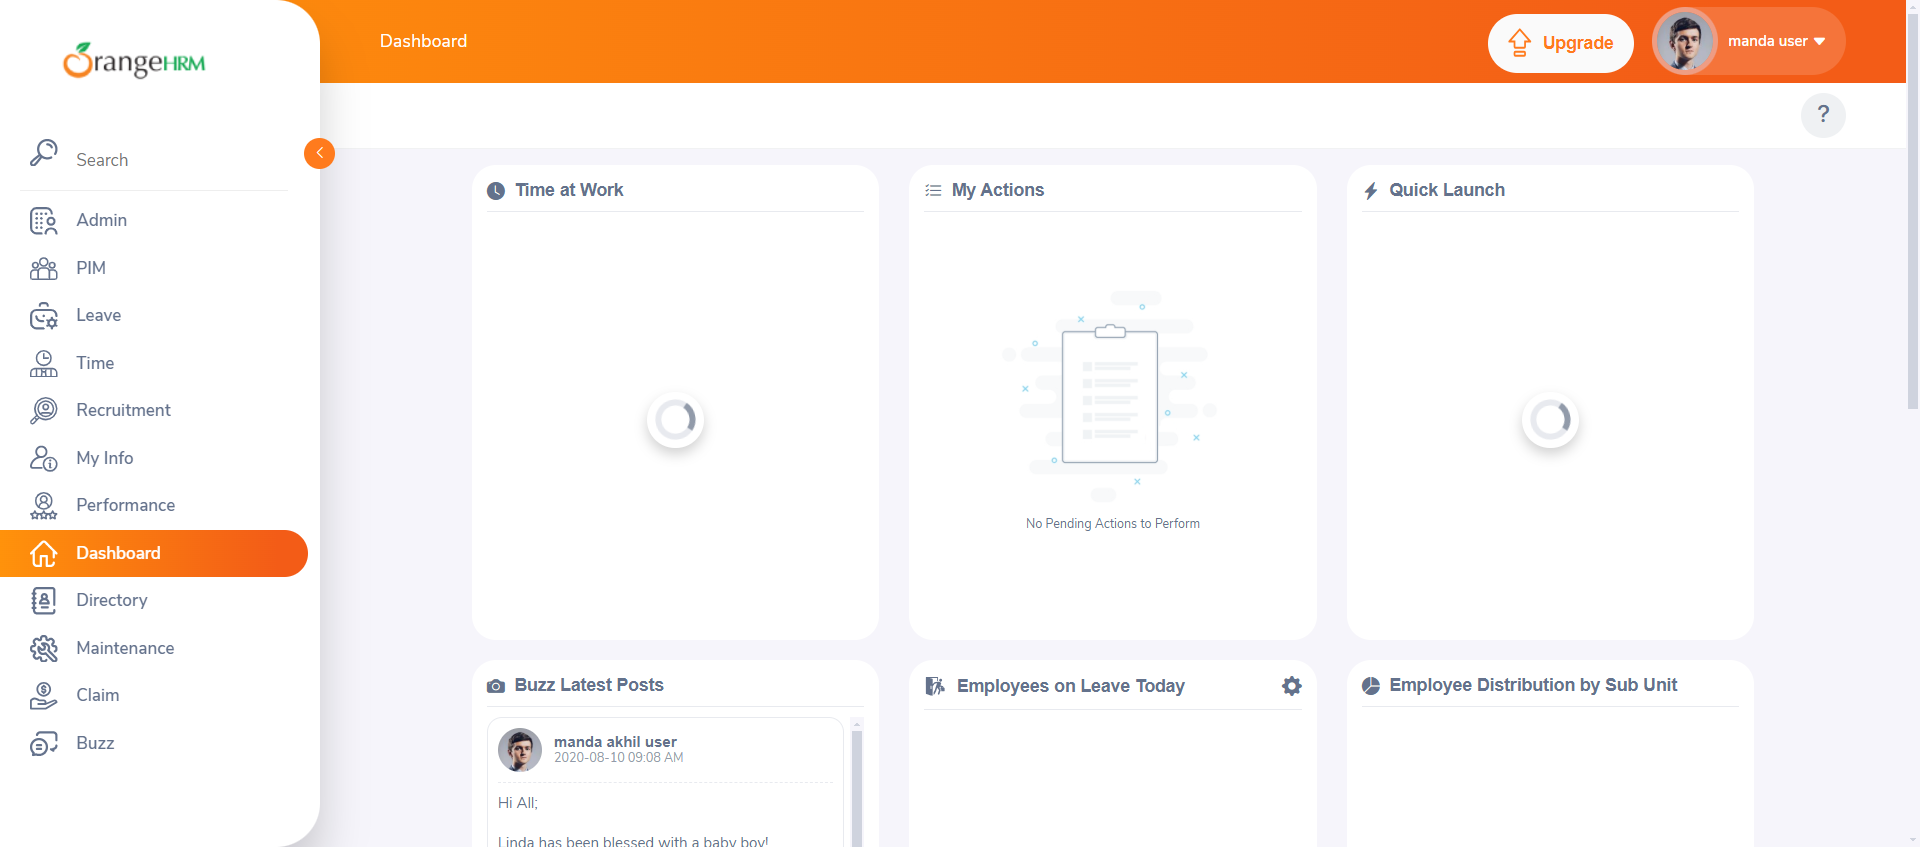 OrangeHRM
Dashboard
Upgrade
manda user
?
Search
Admin
PIM
Leave
Time
Recruitment
My Info
Performance
Dashboard
Directory
Maintenance
Claim
Buzz
Time at Work
My Actions
No Pending Actions to Perform
Quick Launch
Buzz Latest Posts
manda akhil user
2020-08-10 09:08 AM
Hi All;
Linda has been blessed with a baby boy!
Employees on Leave Today
Employee Distribution by Sub Unit